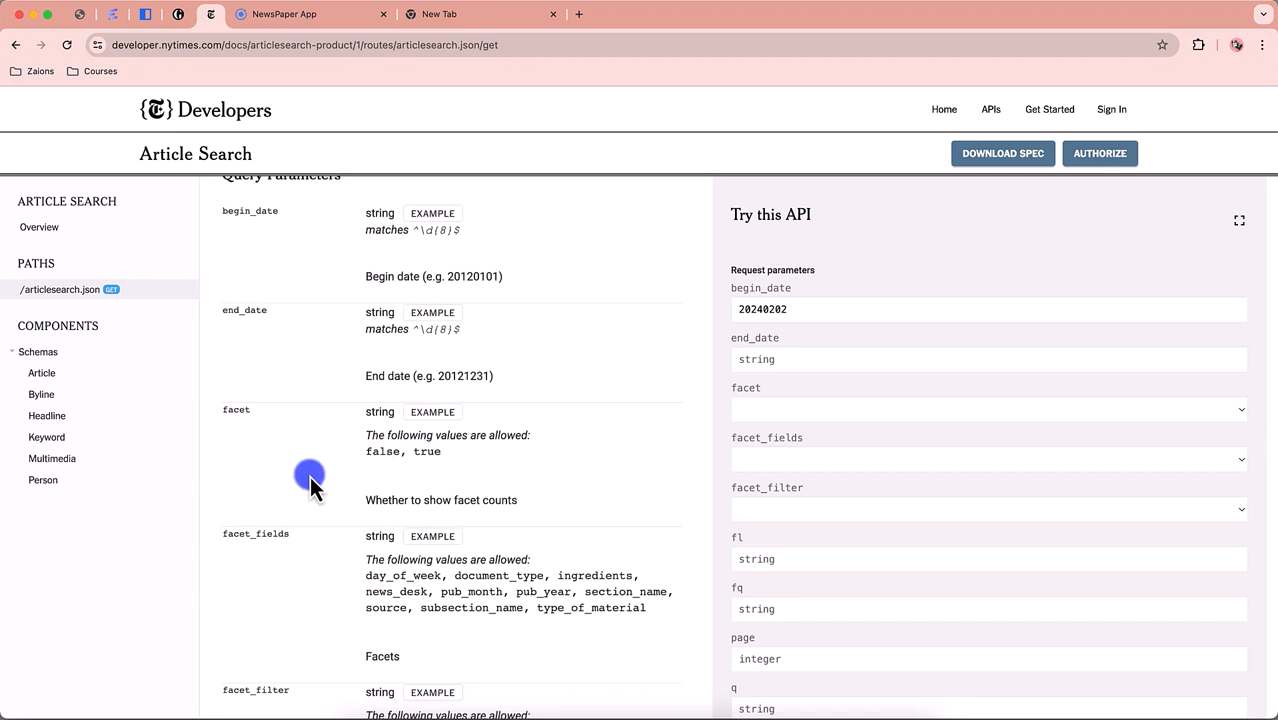 NewsPaper App
New Tab
developer.nytimes.com/docs/articlesearch-product/1/routes/articlesearch.json/get
Zaions
Courses
{T} Developers
Home
APIs
Get Started
Sign In
Article Search
DOWNLOAD SPEC
AUTHORIZE
ARTICLE SEARCH
Overview
PATHS
/articlesearch.json GET
COMPONENTS
Schemas
Article
Byline
Headline
Keyword
Multimedia
Person
Query Parameters
begin_date
string EXAMPLE
matches ^\d{8}$
Begin date (e.g. 20120101)
end_date
string EXAMPLE
matches ^\d{8}$
End date (e.g. 20121231)
facet
string EXAMPLE
The following values are allowed:
false, true
Whether to show facet counts
facet_fields
string EXAMPLE
The following values are allowed:
day_of_week, document_type, ingredients,
news_desk, pub_month, pub_year, section_name,
source, subsection_name, type_of_material
Facets
facet_filter
string EXAMPLE
The following values are allowed:
Try this API
Request parameters
begin_date
20240202
end_date
string
facet
facet_fields
facet_filter
fl
string
fq
string
page
integer
q
string